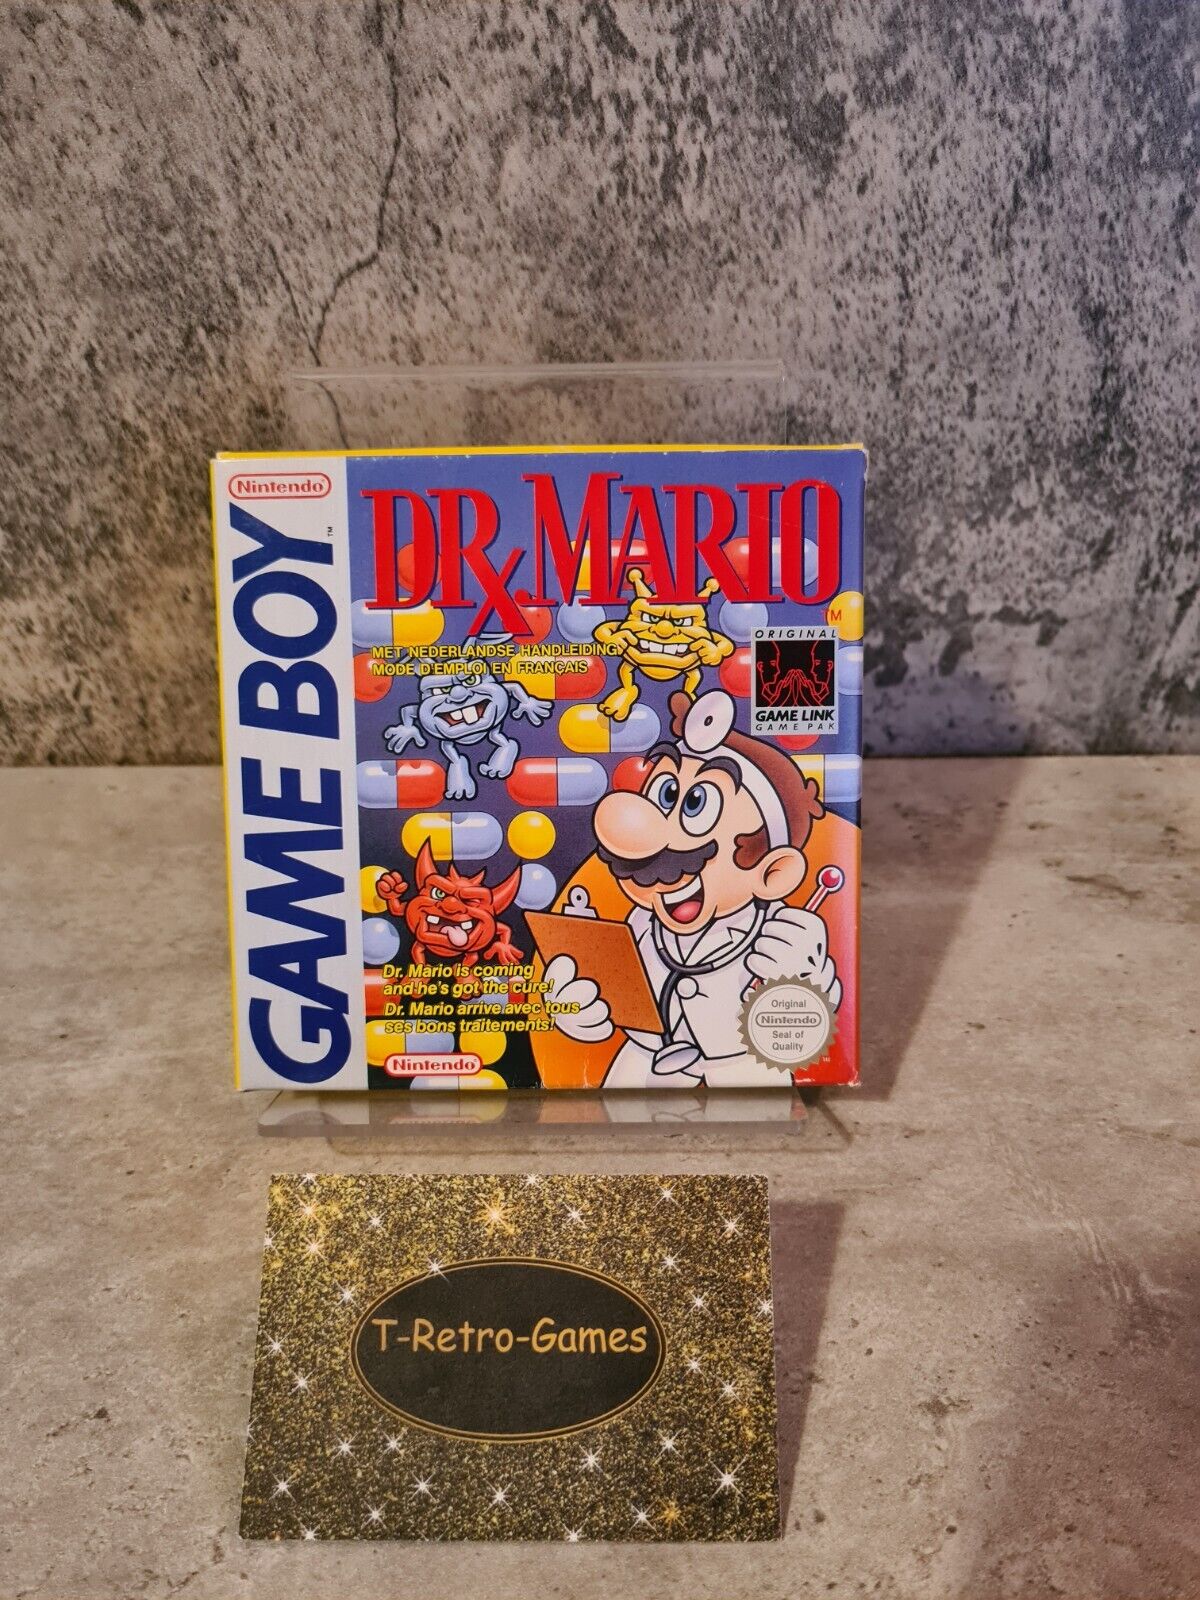 Nintendo
GAME BOY
TM
DR. MARIO
TM
MET NEDERLANDSE HANDLEIDING
MODE D'EMPLOI EN FRANÇAIS
ORIGINAL
GAME LINK
GAME PAK
Dr. Mario is coming
and he's got the cure!
Dr. Mario arrive avec tous
ses bons traitements!
Nintendo
Original
Nintendo
Seal of
Quality
T-Retro-Games